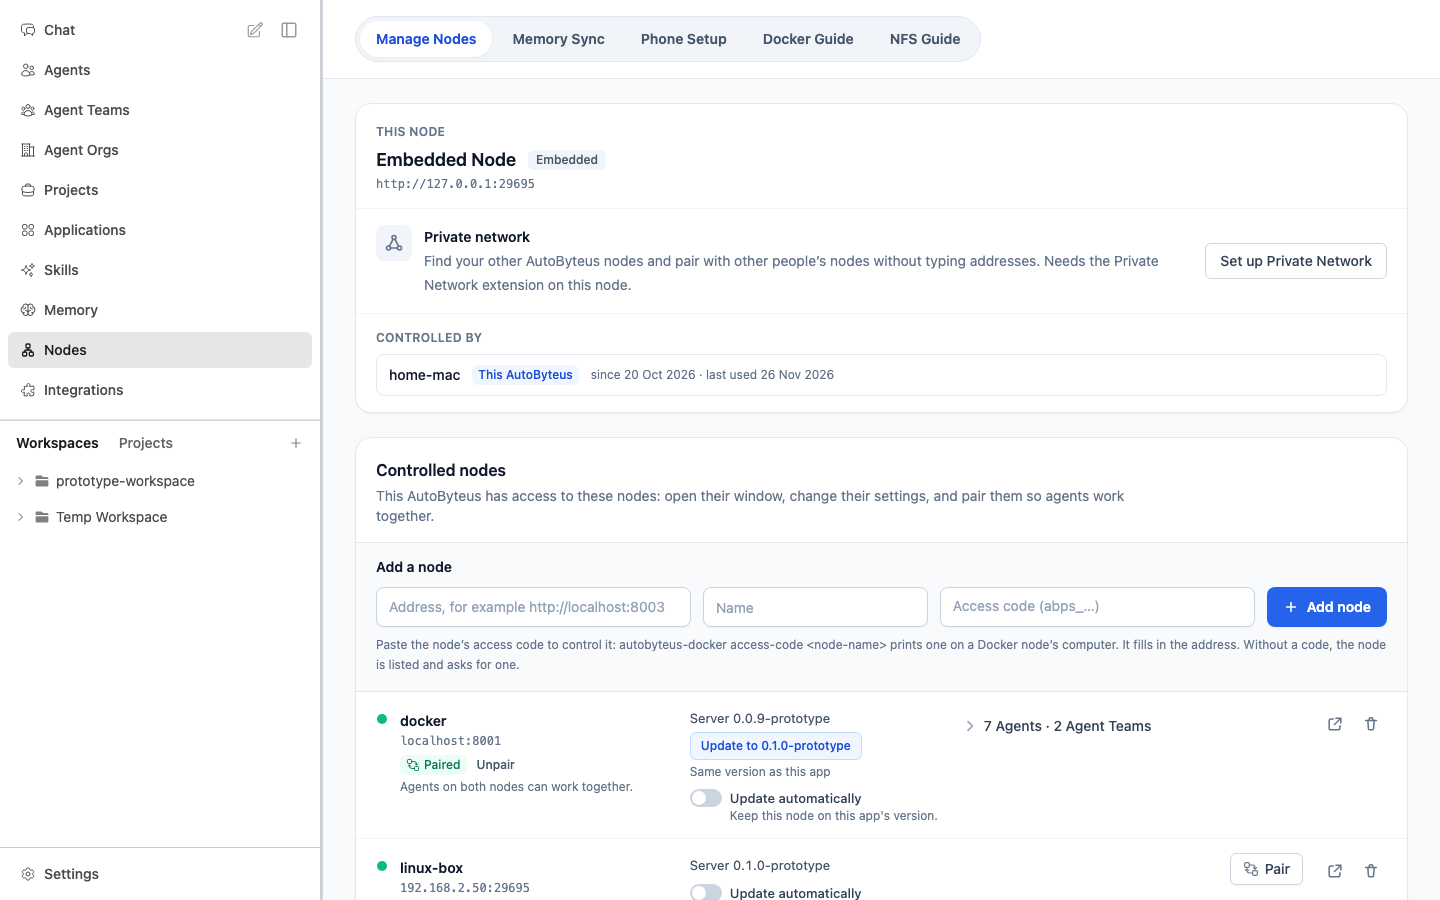 Chat
Agents
Agent Teams
Agent Orgs
Projects
Applications
Skills
Memory
Nodes
Integrations
Workspaces Projects
prototype-workspace
Temp Workspace
Settings
Manage Nodes Memory Sync Phone Setup Docker Guide NFS Guide
THIS NODE
Embedded Node Embedded
http://127.0.0.1:29695
Private network
Find your other AutoByteus nodes and pair with other people’s nodes without typing addresses. Needs the Private
Network extension on this node.
Set up Private Network
CONTROLLED BY
home-mac This AutoByteus since 20 Oct 2026 · last used 26 Nov 2026
Controlled nodes
This AutoByteus has access to these nodes: open their window, change their settings, and pair them so agents work
together.
Add a node
Address, for example http://localhost:8003 Name Access code (abps_…) Add node
Paste the node’s access code to control it: autobyteus-docker access-code <node-name> prints one on a Docker node’s computer. It fills in the address. Without a code, the node
is listed and asks for one.
docker
localhost:8001
Paired Unpair
Agents on both nodes can work together.
Server 0.0.9-prototype
Update to 0.1.0-prototype
Same version as this app
Update automatically
Keep this node on this app's version.
7 Agents · 2 Agent Teams
linux-box
192.168.2.50:29695
Server 0.1.0-prototype
Update automatically
Pair